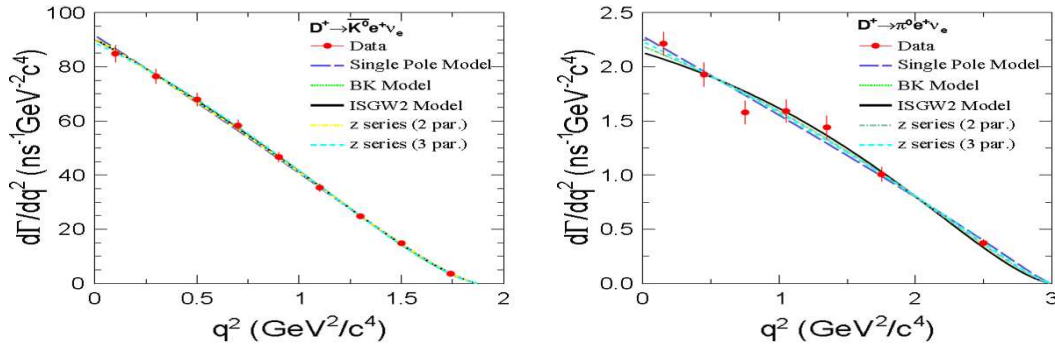 D⁺→K̅⁰e⁺νₑ
Data
Single Pole Model
BK Model
ISGW2 Model
z series (2 par.)
z series (3 par.)
dΓ/dq² (ns⁻¹GeV⁻²c⁴)
100
80
60
40
20
0
0 0.5 1 1.5 2
q² (GeV²/c⁴)
D⁺→π⁰e⁺νₑ
Data
Single Pole Model
BK Model
ISGW2 Model
z series (2 par.)
z series (3 par.)
dΓ/dq² (ns⁻¹GeV⁻²c⁴)
2.5
2.0
1.5
1.0
0.5
0.0
0 1 2 3
q² (GeV²/c⁴)